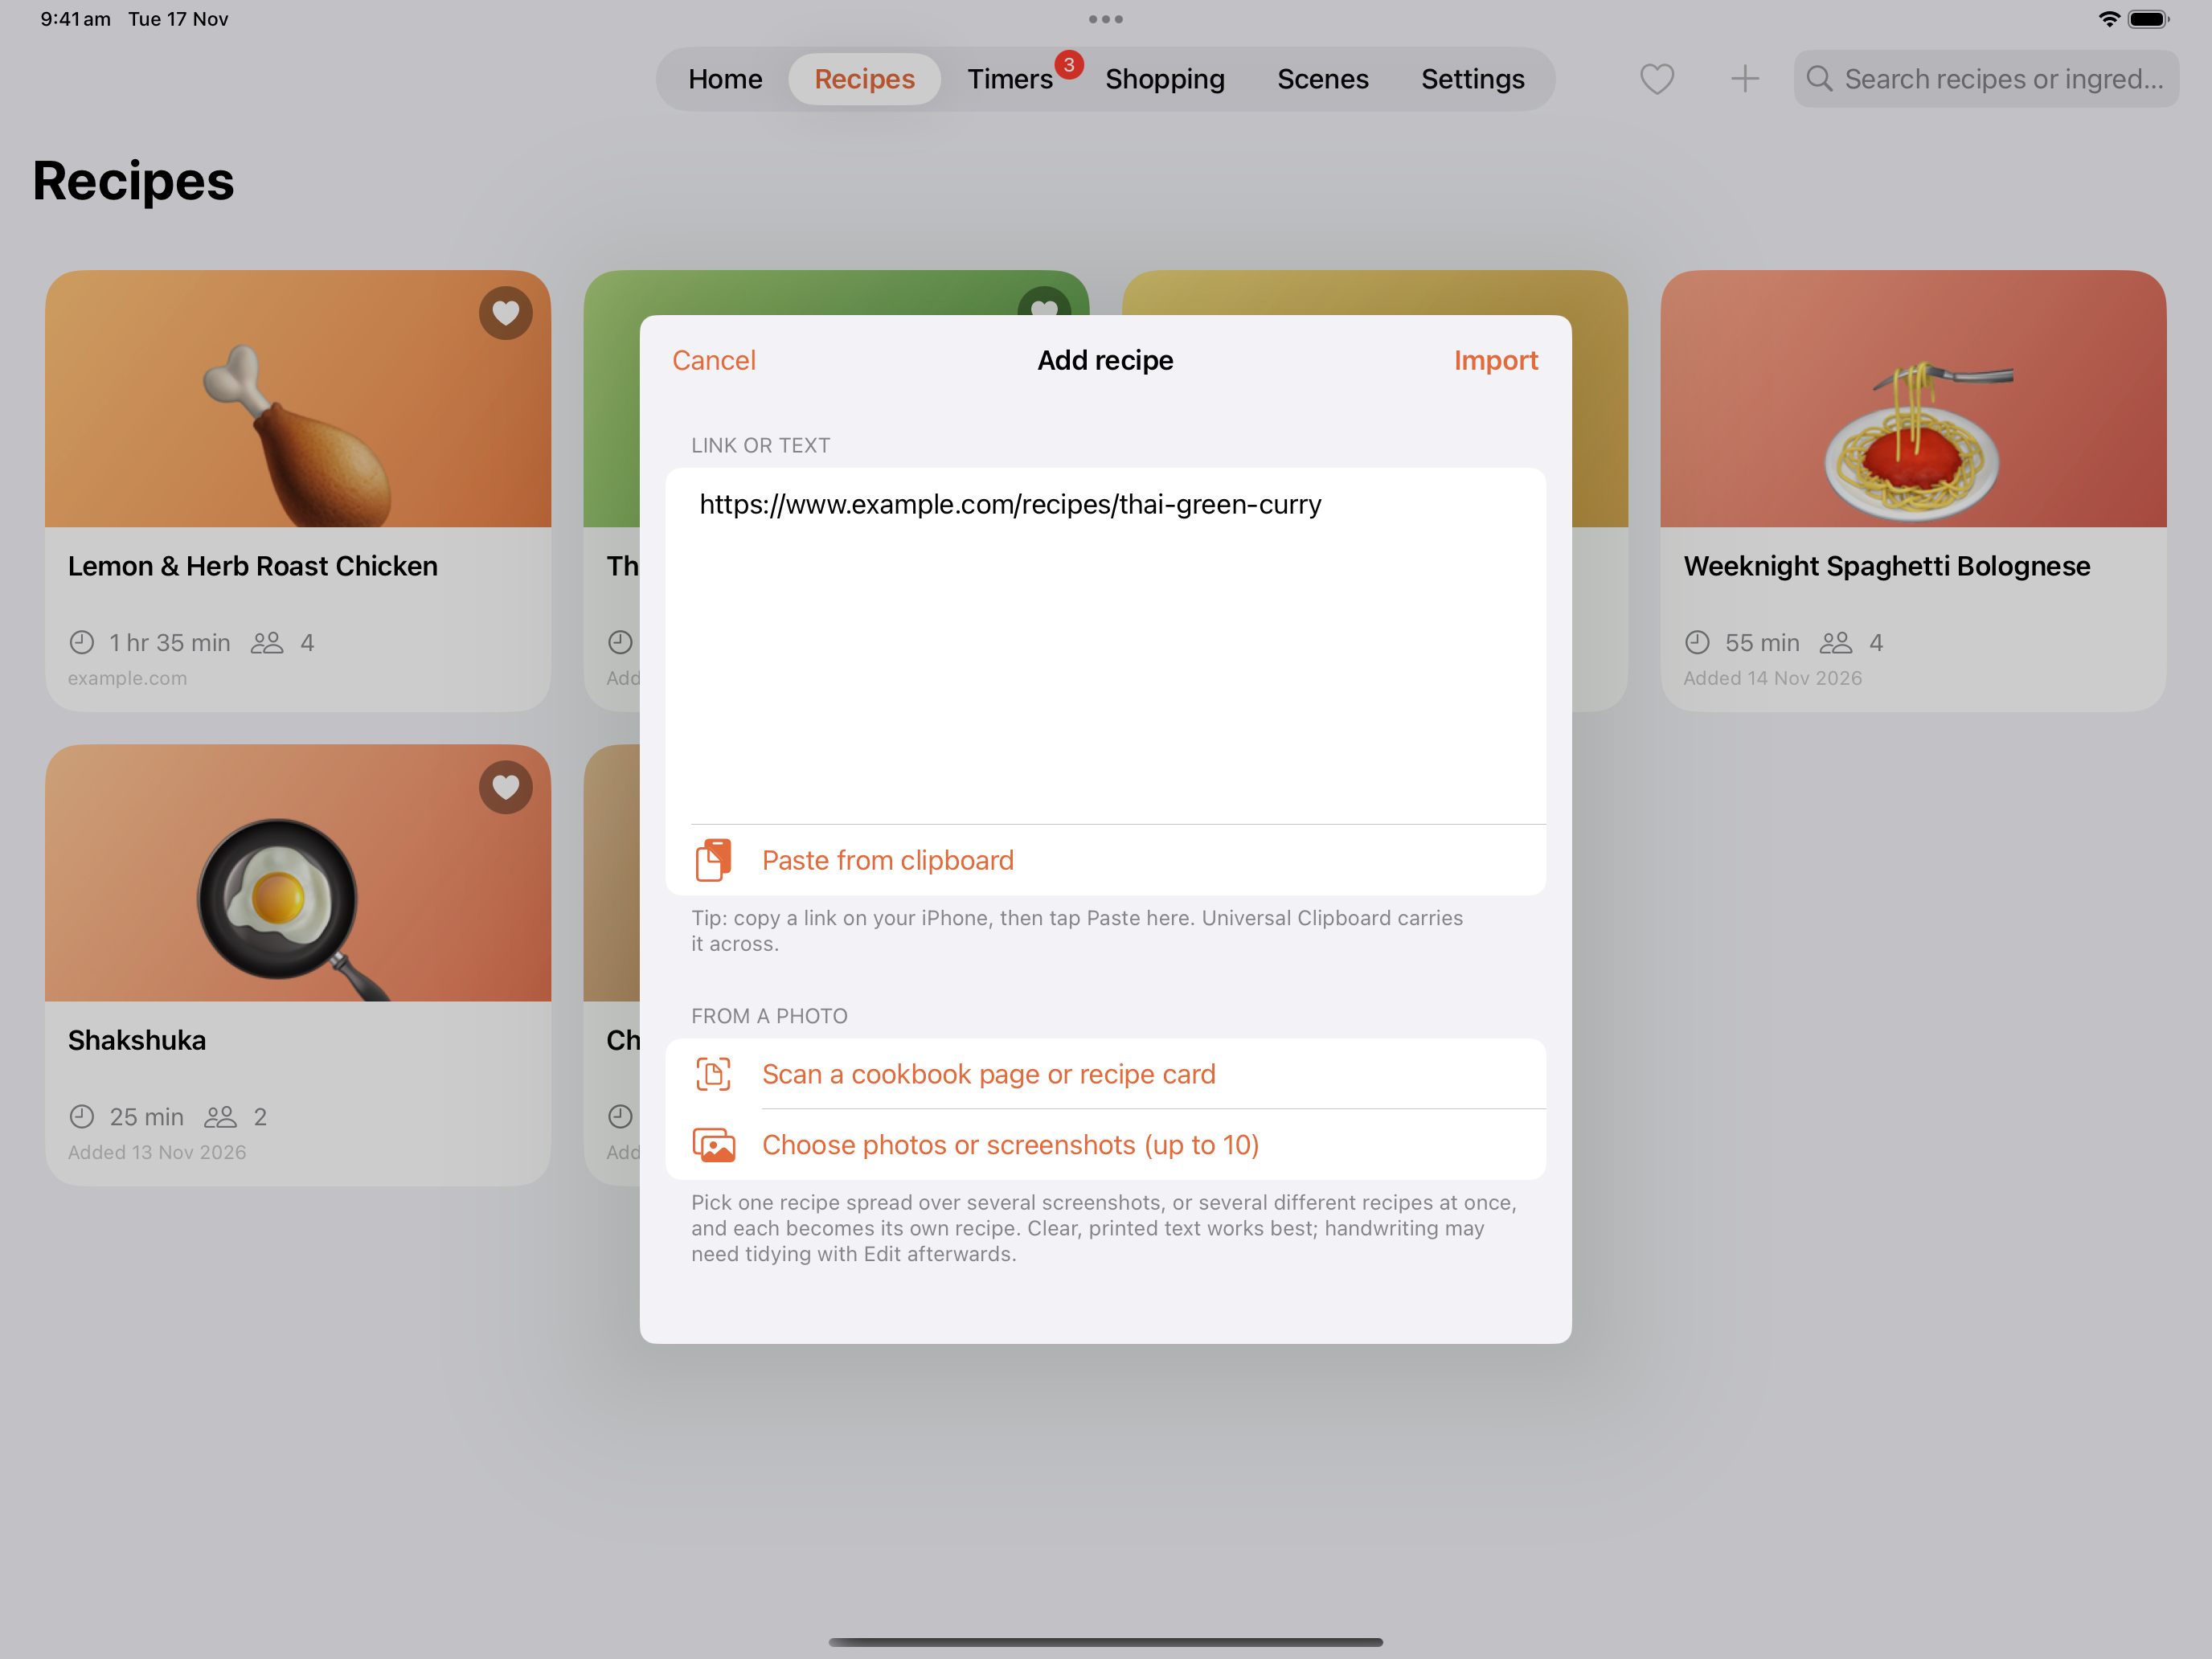 9:41 am Tue 17 Nov
Home Recipes Timers 3 Shopping Scenes Settings Search recipes or ingred...
Recipes
Cancel Add recipe Import
LINK OR TEXT
https://www.example.com/recipes/thai-green-curry
Paste from clipboard
Tip: copy a link on your iPhone, then tap Paste here. Universal Clipboard carries
it across.
FROM A PHOTO
Scan a cookbook page or recipe card
Choose photos or screenshots (up to 10)
Pick one recipe spread over several screenshots, or several different recipes at once,
and each becomes its own recipe. Clear, printed text works best; handwriting may
need tidying with Edit afterwards.
Lemon & Herb Roast Chicken
1 hr 35 min 4
example.com
Th
Add
Weeknight Spaghetti Bolognese
55 min 4
Added 14 Nov 2026
Shakshuka
25 min 2
Added 13 Nov 2026
Ch
Add